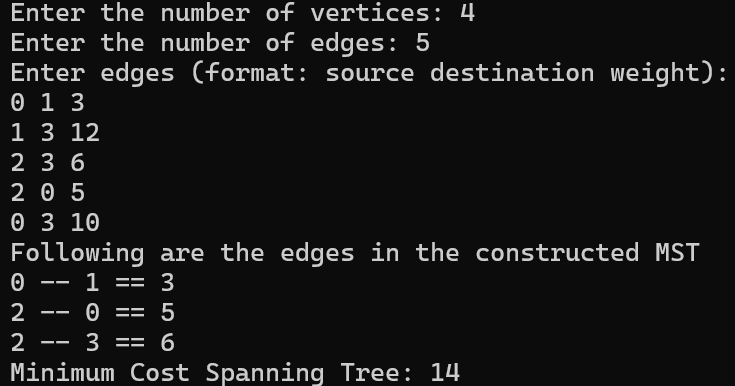 Enter the number of vertices: 4
Enter the number of edges: 5
Enter edges (format: source destination weight):
0 1 3
1 3 12
2 3 6
2 0 5
0 3 10
Following are the edges in the constructed MST
0 -- 1 == 3
2 -- 0 == 5
2 -- 3 == 6
Minimum Cost Spanning Tree: 14